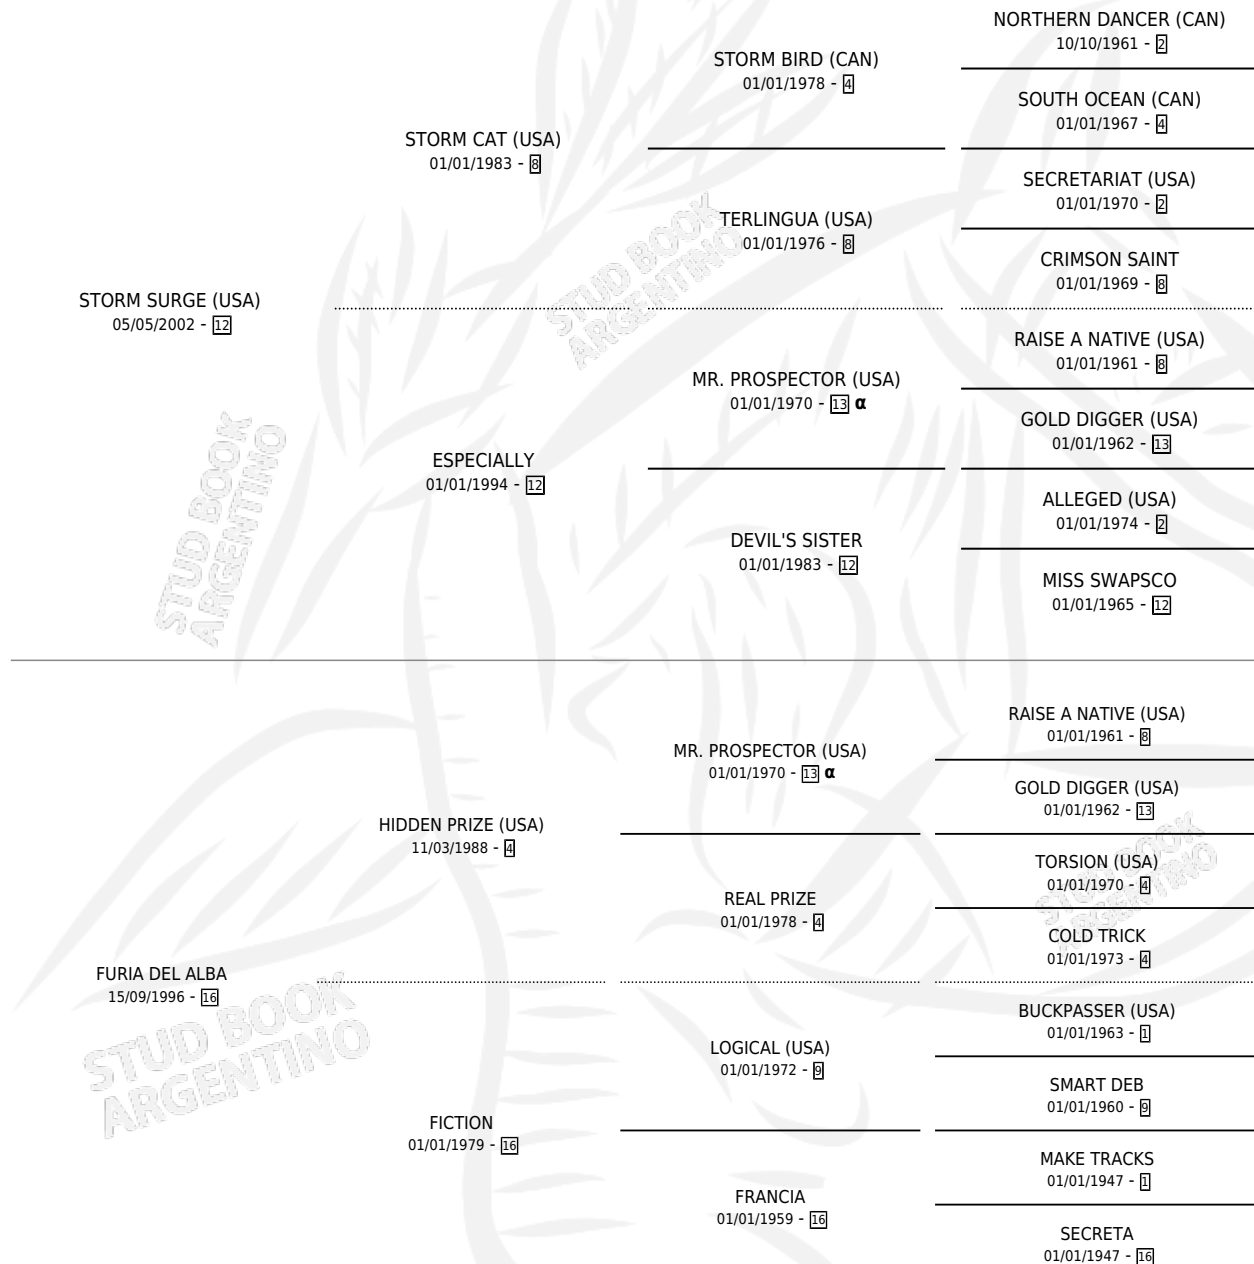 NORTHERN DANCER (CAN)
10/10/1961 - 2
STORM BIRD (CAN)
01/01/1978 - 4
SOUTH OCEAN (CAN)
01/01/1967 - 4
STORM CAT (USA)
01/01/1983 - 8
SECRETARIAT (USA)
01/01/1970 - 2
TERLINGUA (USA)
01/01/1976 - 8
CRIMSON SAINT
01/01/1969 - 8
STORM SURGE (USA)
05/05/2002 - 12
RAISE A NATIVE (USA)
01/01/1961 - 8
MR. PROSPECTOR (USA)
01/01/1970 - 13 α
GOLD DIGGER (USA)
01/01/1962 - 13
ESPECIALLY
01/01/1994 - 12
ALLEGED (USA)
01/01/1974 - 2
DEVIL'S SISTER
01/01/1983 - 12
MISS SWAPSCO
01/01/1965 - 12
RAISE A NATIVE (USA)
01/01/1961 - 8
MR. PROSPECTOR (USA)
01/01/1970 - 13 α
GOLD DIGGER (USA)
01/01/1962 - 13
HIDDEN PRIZE (USA)
11/03/1988 - 4
TORSION (USA)
01/01/1970 - 4
REAL PRIZE
01/01/1978 - 4
COLD TRICK
01/01/1973 - 4
FURIA DEL ALBA
15/09/1996 - 16
BUCKPASSER (USA)
01/01/1963 - 1
LOGICAL (USA)
01/01/1972 - 9
SMART DEB
01/01/1960 - 9
FICTION
01/01/1979 - 16
MAKE TRACKS
01/01/1947 - 1
FRANCIA
01/01/1959 - 16
SECRETA
01/01/1947 - 16
STUD BOOK
ARGENTINO
STUD BOOK
ARGENTINO
STUD BOOK
ARGENTINO
STUD BOOK
ARGENTINO